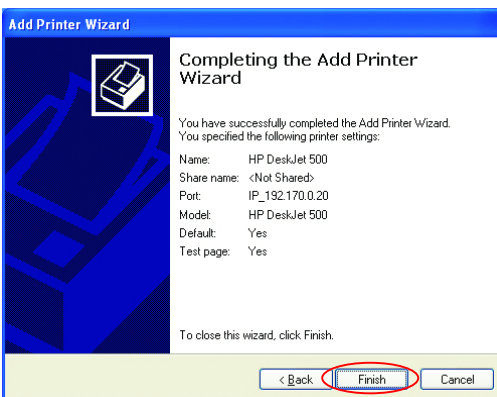 Add Printer Wizard
Completing the Add Printer
Wizard
You have successfully completed the Add Printer Wizard.
You specified the following printer settings:
Name: HP DeskJet 500
Share name: <Not Shared>
Port: IP_192.170.0.20
Model: HP DeskJet 500
Default: Yes
Test page: Yes
To close this wizard, click Finish.
< Back Finish Cancel